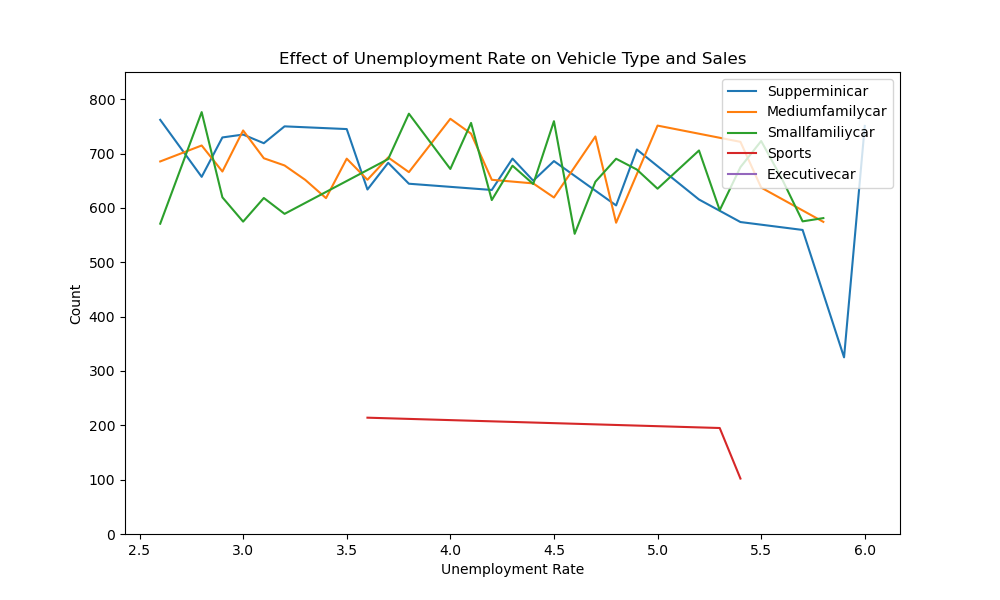 Effect of Unemployment Rate on Vehicle Type and Sales
Supperminicar
Mediumfamilycar
Smallfamiliycar
Sports
Executivecar
800
700
600
500
400
300
200
100
0
Count
2.5 3.0 3.5 4.0 4.5 5.0 5.5 6.0
Unemployment Rate